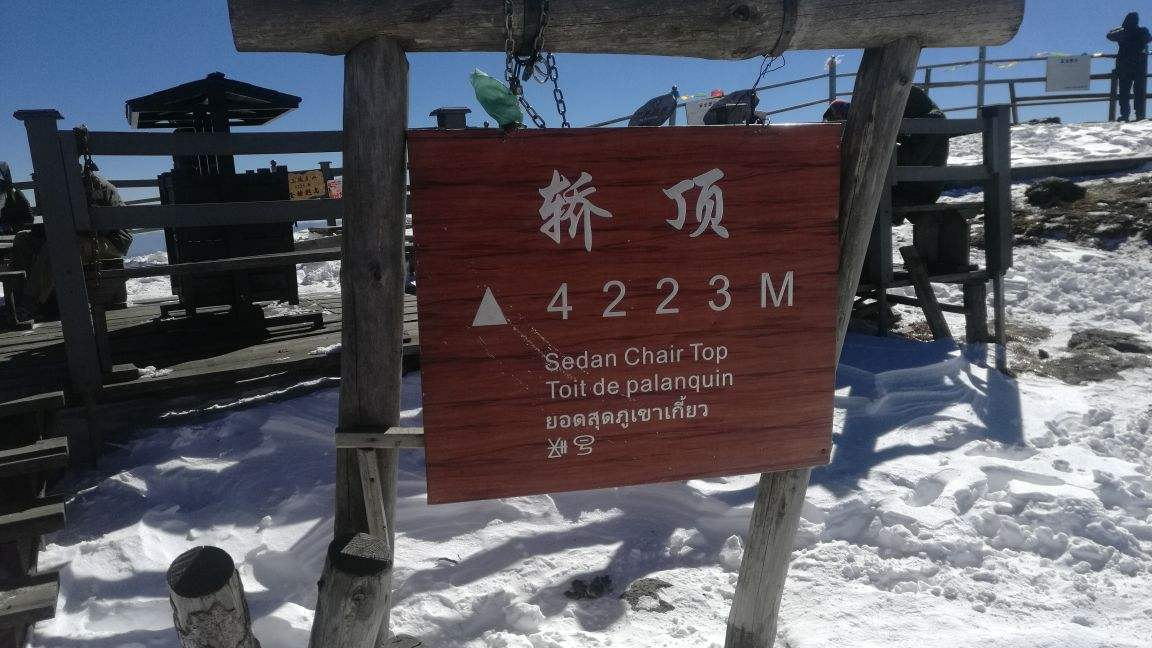 轿顶
▲ 4223 M
Sedan Chair Top
Toit de palanquin
ยอดสุดภูเขาเกี้ยว